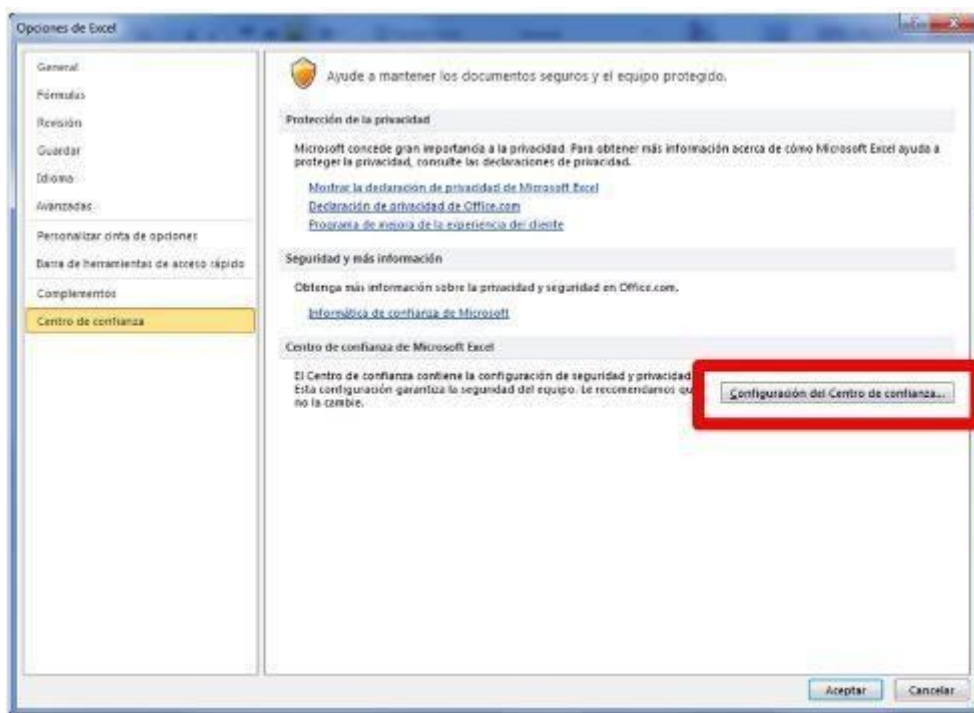 Opciones de Excel
General
Fórmulas
Revisión
Guardar
Idioma
Avanzadas
Personalizar cinta de opciones
Barra de herramientas de acceso rápido
Complementos
Centro de confianza
Ayude a mantener los documentos seguros y el equipo protegido.
Protección de la privacidad
Microsoft concede gran importancia a la privacidad. Para obtener más información acerca de cómo Microsoft Excel ayuda a
proteger la privacidad, consulte las declaraciones de privacidad.
Mostrar la declaración de privacidad de Microsoft Excel
Declaración de privacidad de Office.com
Programa de mejora de la experiencia del cliente
Seguridad y más información
Obtenga más información sobre la privacidad y seguridad en Office.com.
Informática de confianza de Microsoft
Centro de confianza de Microsoft Excel
El Centro de confianza contiene la configuración de seguridad y privacidad
Esta configuración garantiza la seguridad del equipo. Le recomendamos qu
no la cambie.
Configuración del Centro de confianza...
Aceptar
Cancelar